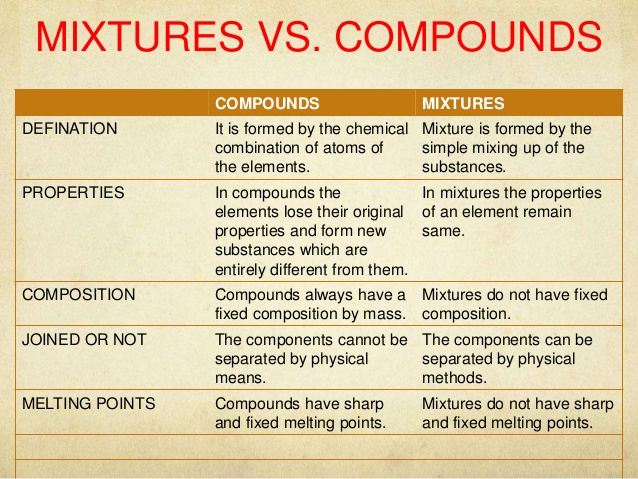 MIXTURES VS. COMPOUNDS
COMPOUNDS MIXTURES
DEFINATION It is formed by the chemical Mixture is formed by the
combination of atoms of simple mixing up of the
the elements. substances.
PROPERTIES In compounds the In mixtures the properties
elements lose their original of an element remain
properties and form new same.
substances which are
entirely different from them.
COMPOSITION Compounds always have a Mixtures do not have fixed
fixed composition by mass. composition.
JOINED OR NOT The components cannot be The components can be
separated by physical separated by physical
means. methods.
MELTING POINTS Compounds have sharp Mixtures do not have sharp
and fixed melting points. and fixed melting points.